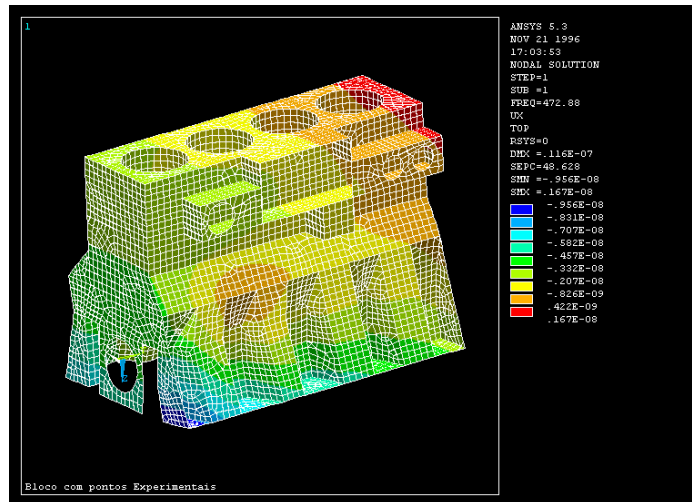 1
ANSYS 5.3
NOV 21 1996
17:03:53
NODAL SOLUTION
STEP=1
SUB =1
FREQ=472.88
UX
TOP
RSYS=0
DMX =.116E-07
SEPC=48.628
SMN =-.956E-08
SMX =.167E-08
-.956E-08
-.831E-08
-.707E-08
-.582E-08
-.457E-08
-.332E-08
-.207E-08
-.826E-09
.422E-09
.167E-08
Bloco com pontos Experimentais